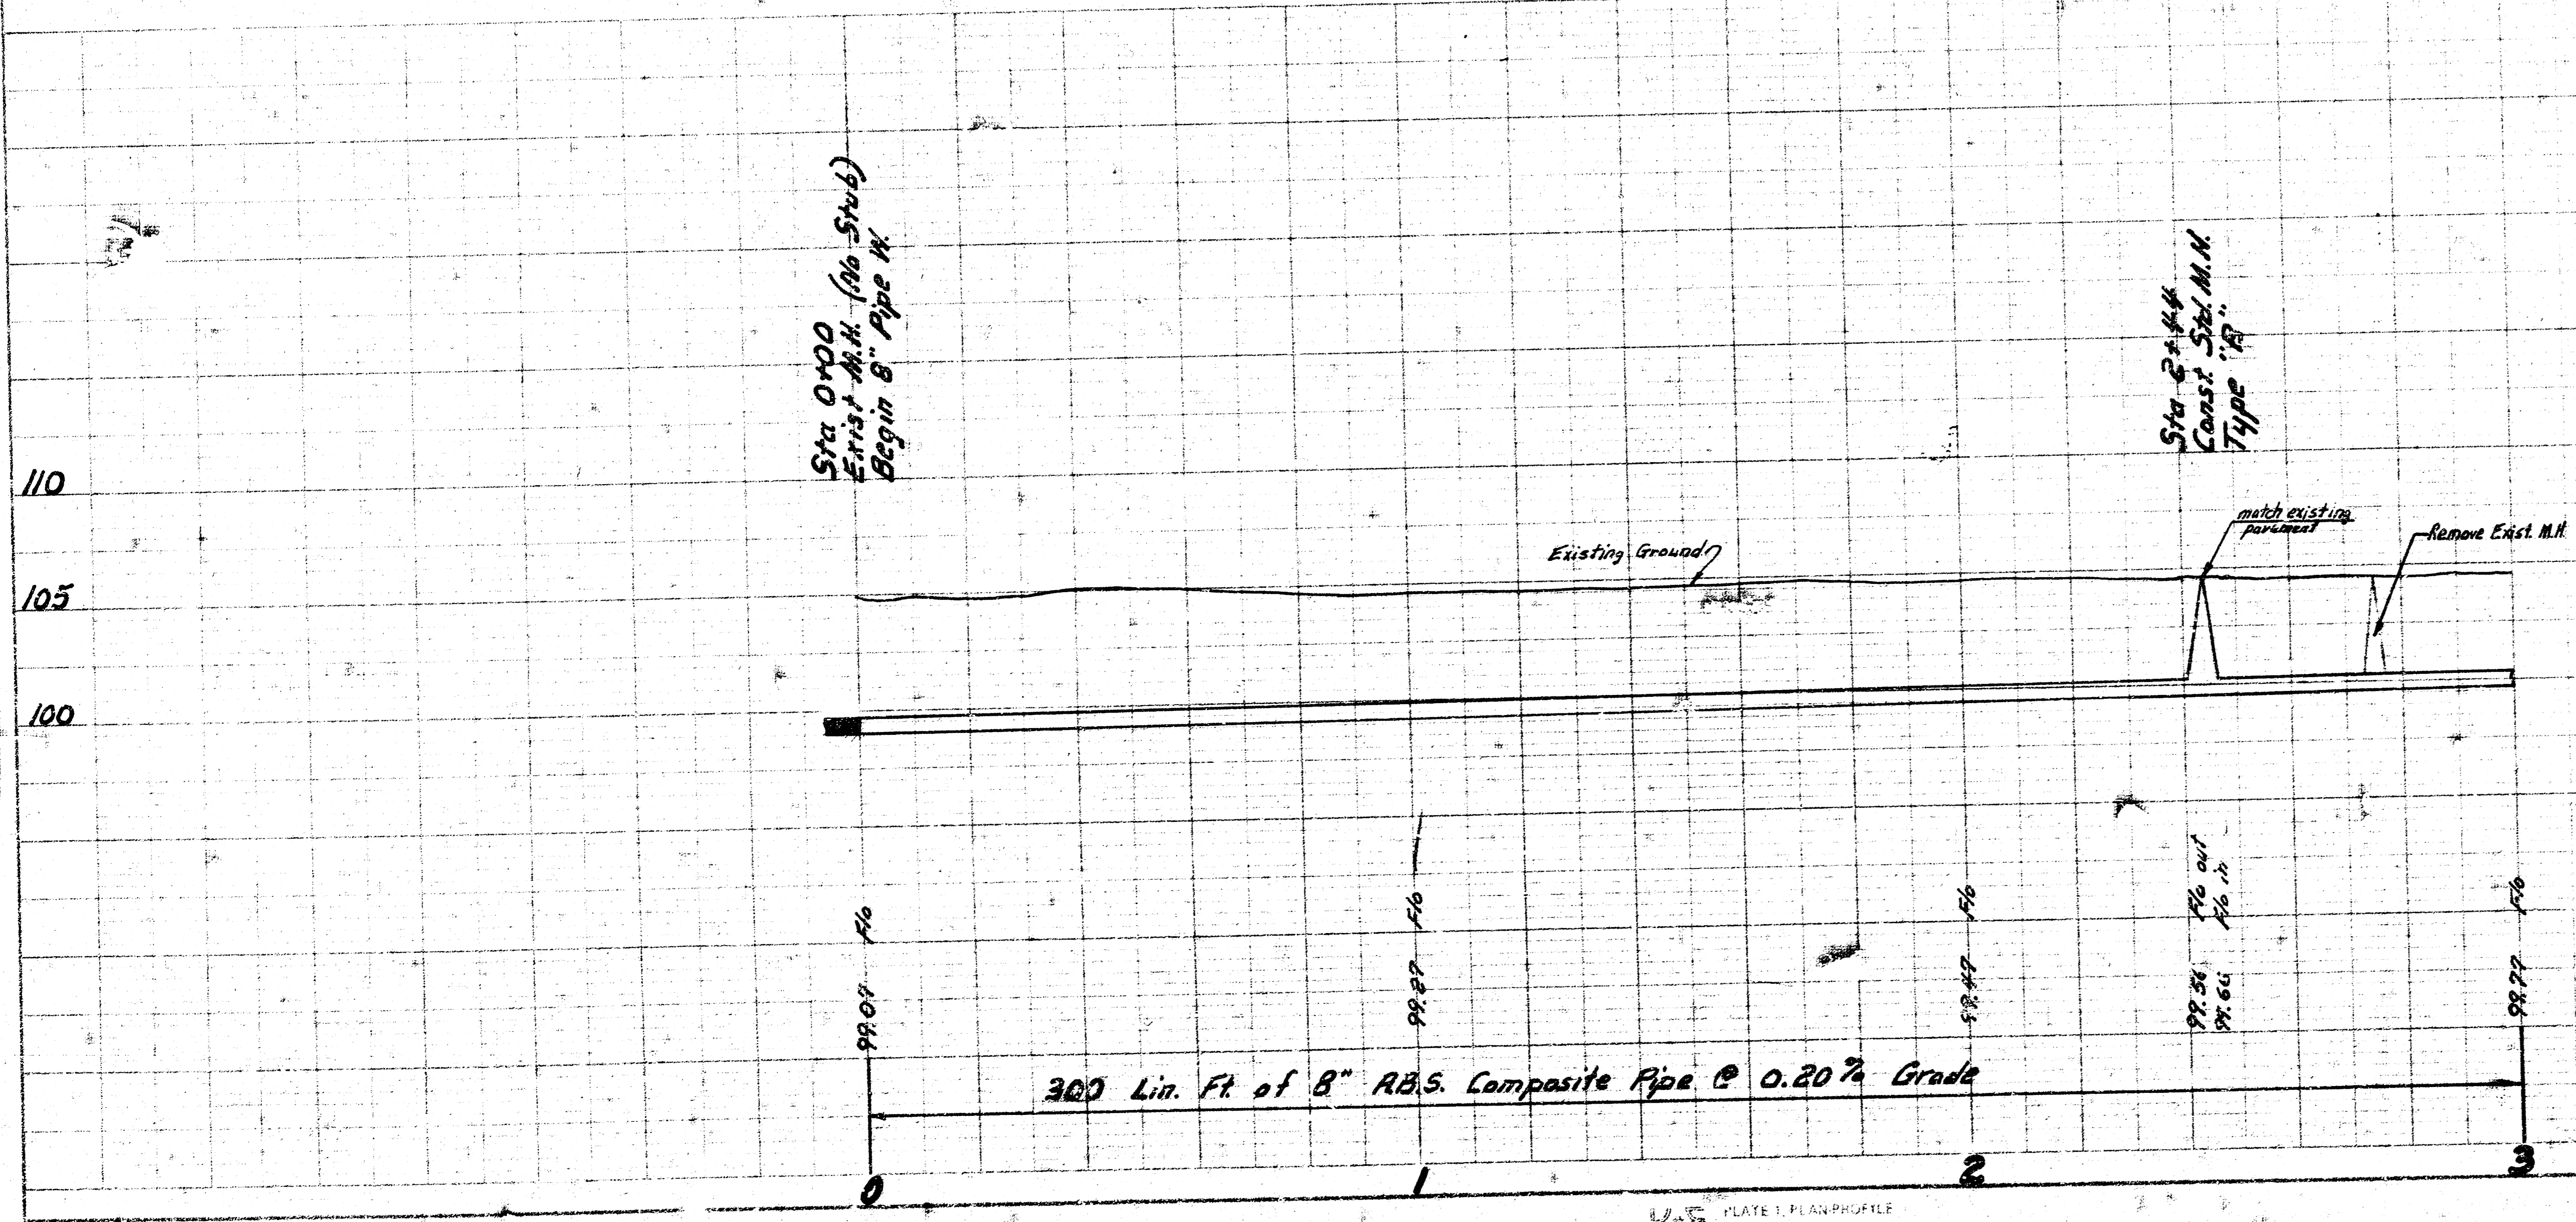 Sta 0+00
Exist M.H. (No Stub)
Begin 8" Pipe W.
Sta 2+44
Const. Std. M.H.
Type "B"
110
105
100
Existing Ground
match existing
pavement
Remove Exist. M.H.
99.07 Flo
99.27 Flo
99.47 Flo
99.56 Flo out
99.66 Flo in
99.77 Flo
300 Lin. Ft. of 8" A.B.S. Composite Pipe @ 0.20% Grade
0 1 2 3
PLATE 1, PLAN-PROFILE